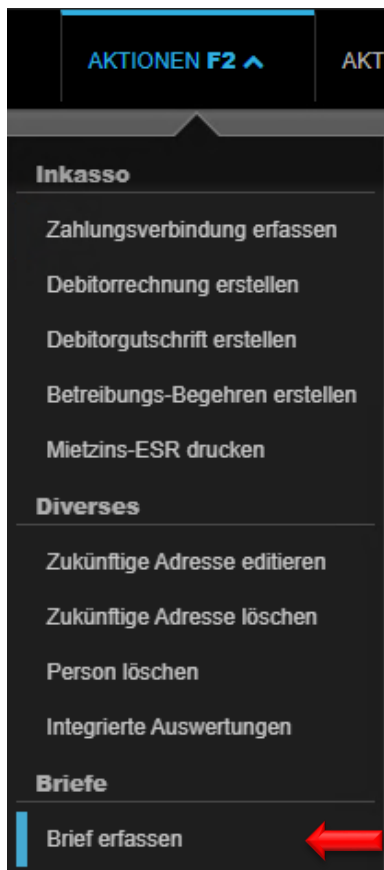 AKTIONEN F2
AKT
Inkasso
Zahlungsverbindung erfassen
Debitorrechnung erstellen
Debitorgutschrift erstellen
Betreibungs-Begehren erstellen
Mietzins-ESR drucken
Diverses
Zukünftige Adresse editieren
Zukünftige Adresse löschen
Person löschen
Integrierte Auswertungen
Briefe
Brief erfassen